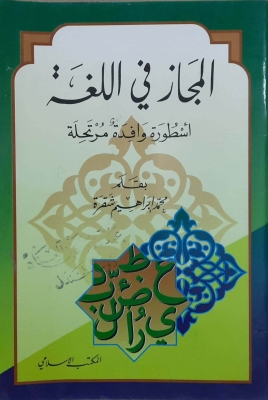 المجاز في اللغة
أسطورة وافدة مرتحلة
بقلم
محمد إبراهيم شقرة
المكتب الإسلامي